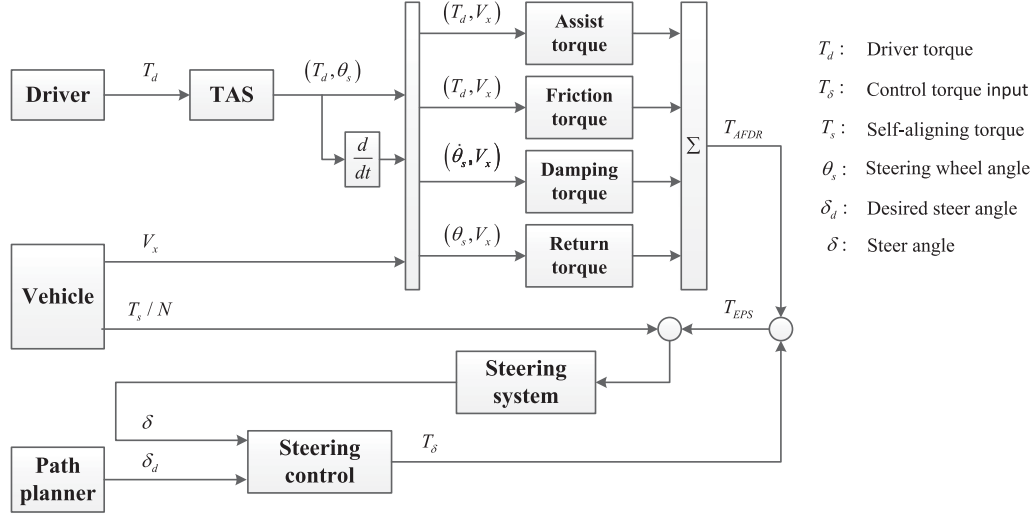 Driver
T_d
TAS
(T_d, θ_s)
d
dt
Vehicle
V_x
T_s / N
(T_d, V_x)
Assist
torque
(T_d, V_x)
Friction
torque
(θ̇_s, V_x)
Damping
torque
(θ_s, V_x)
Return
torque
Σ
T_AFDR
T_EPS
Steering
system
δ
Path
planner
δ_d
Steering
control
T_δ
T_d : Driver torque
T_δ : Control torque input
T_s : Self-aligning torque
θ_s : Steering wheel angle
δ_d : Desired steer angle
δ : Steer angle